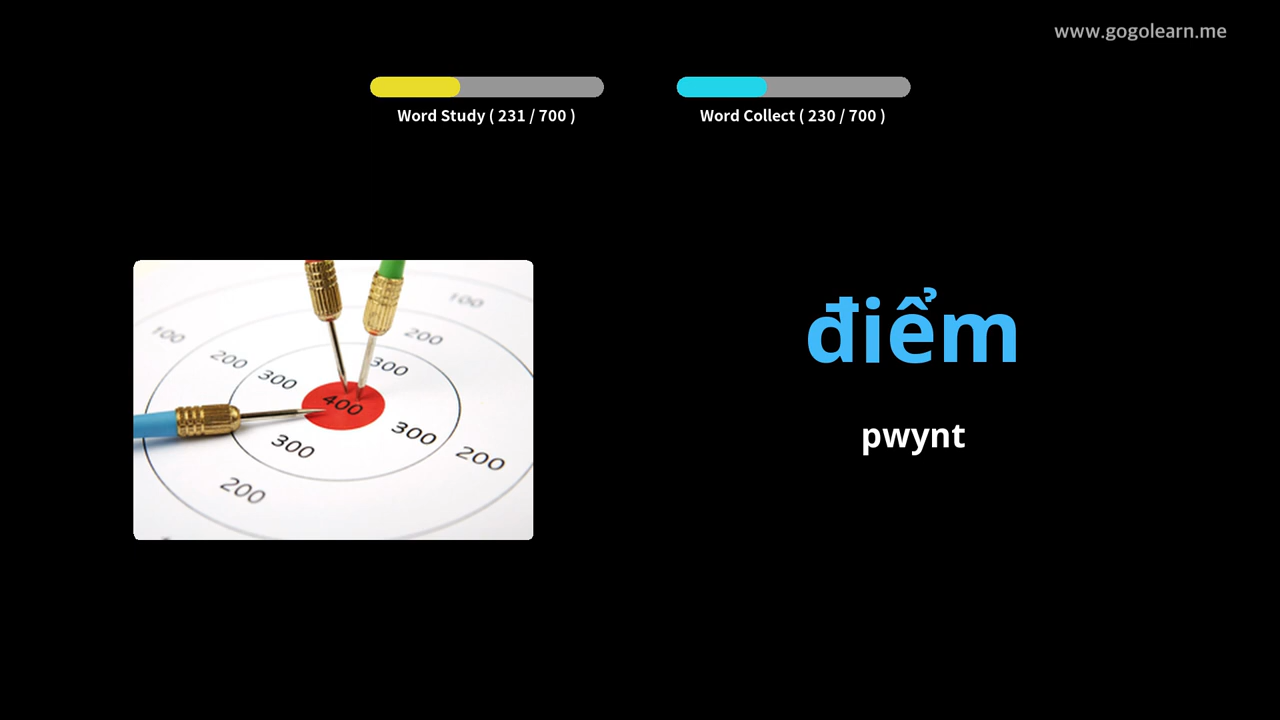 www.gogolearn.me
Word Study ( 231 / 700 )
Word Collect ( 230 / 700 )
điểm
pwynt
100
100
200
200
300
300
400
300
300
200
200